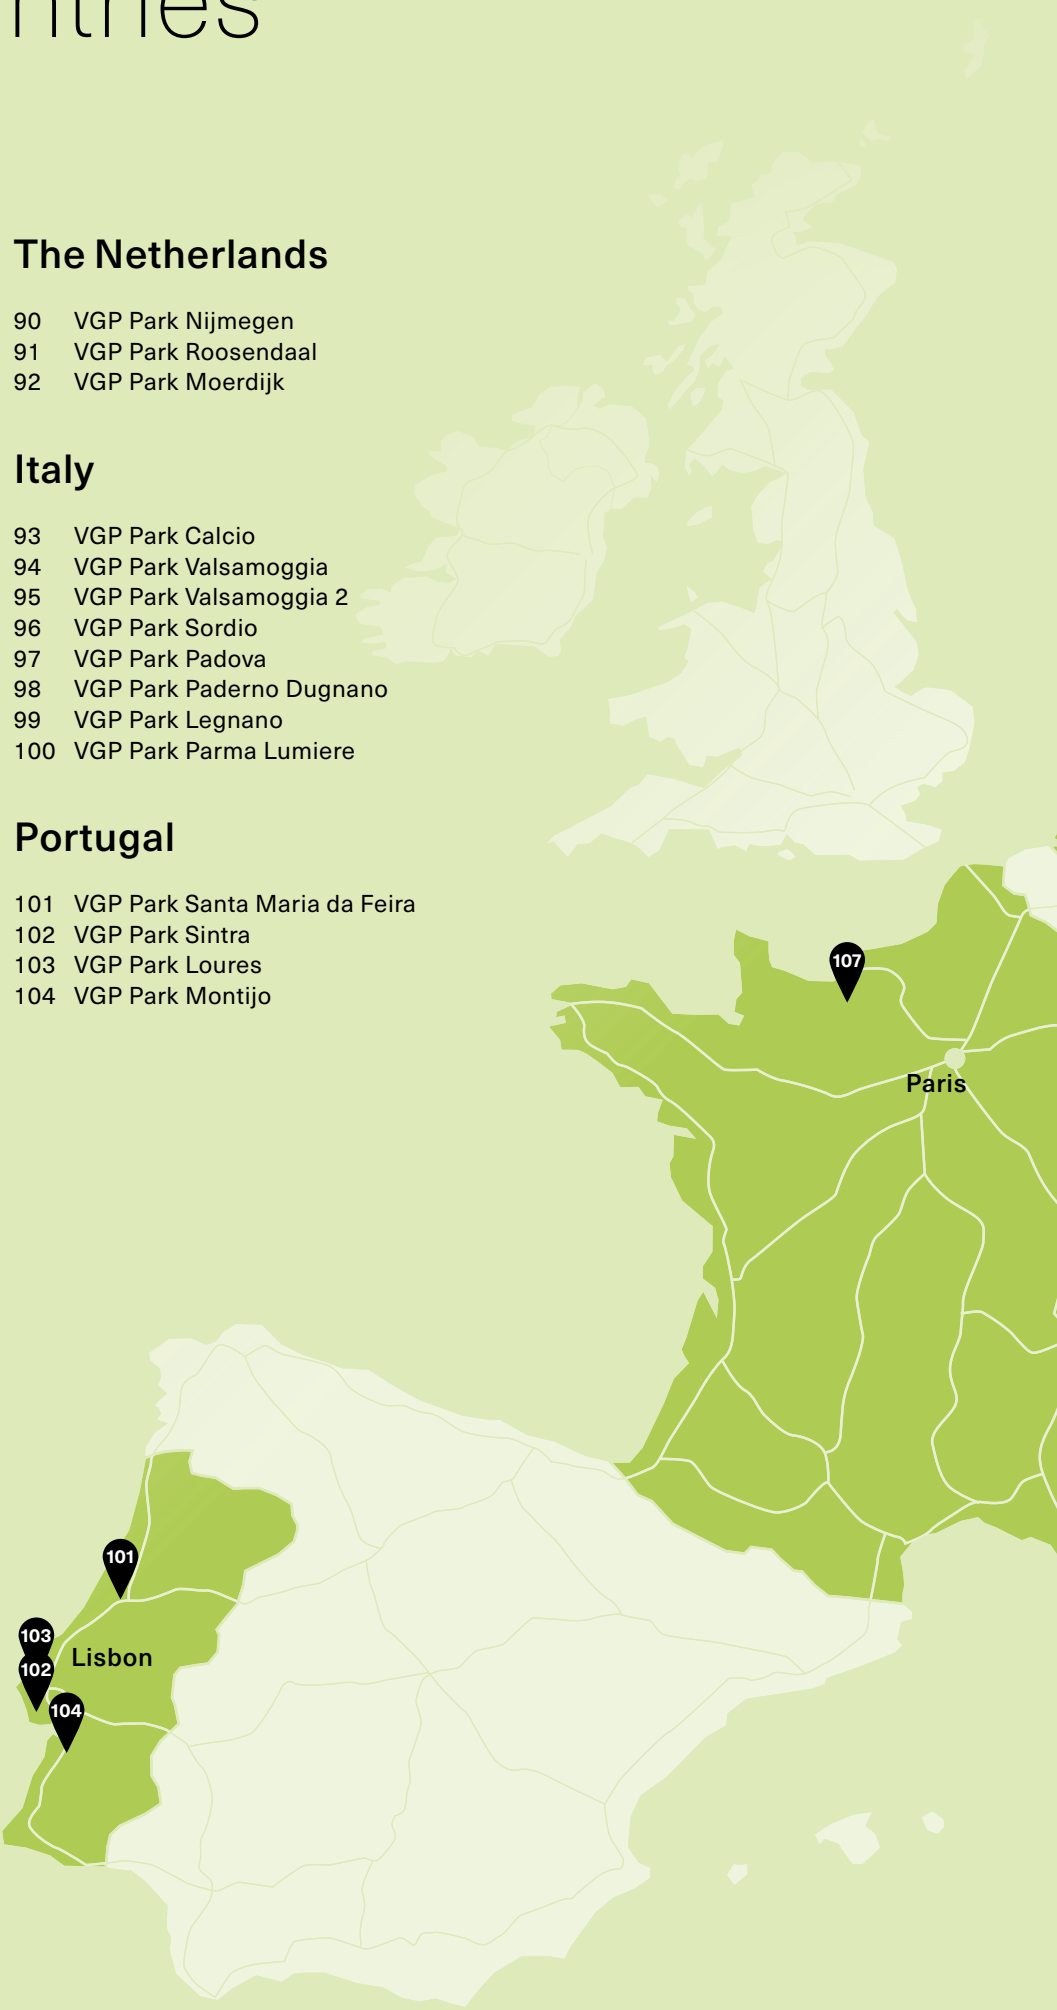 ntries
The Netherlands
90 VGP Park Nijmegen
91 VGP Park Roosendaal
92 VGP Park Moerdijk
Italy
93 VGP Park Calcio
94 VGP Park Valsamoggia
95 VGP Park Valsamoggia 2
96 VGP Park Sordio
97 VGP Park Padova
98 VGP Park Paderno Dugnano
99 VGP Park Legnano
100 VGP Park Parma Lumiere
Portugal
101 VGP Park Santa Maria da Feira
102 VGP Park Sintra
103 VGP Park Loures
104 VGP Park Montijo
107
Paris
101
103
Lisbon
102
104